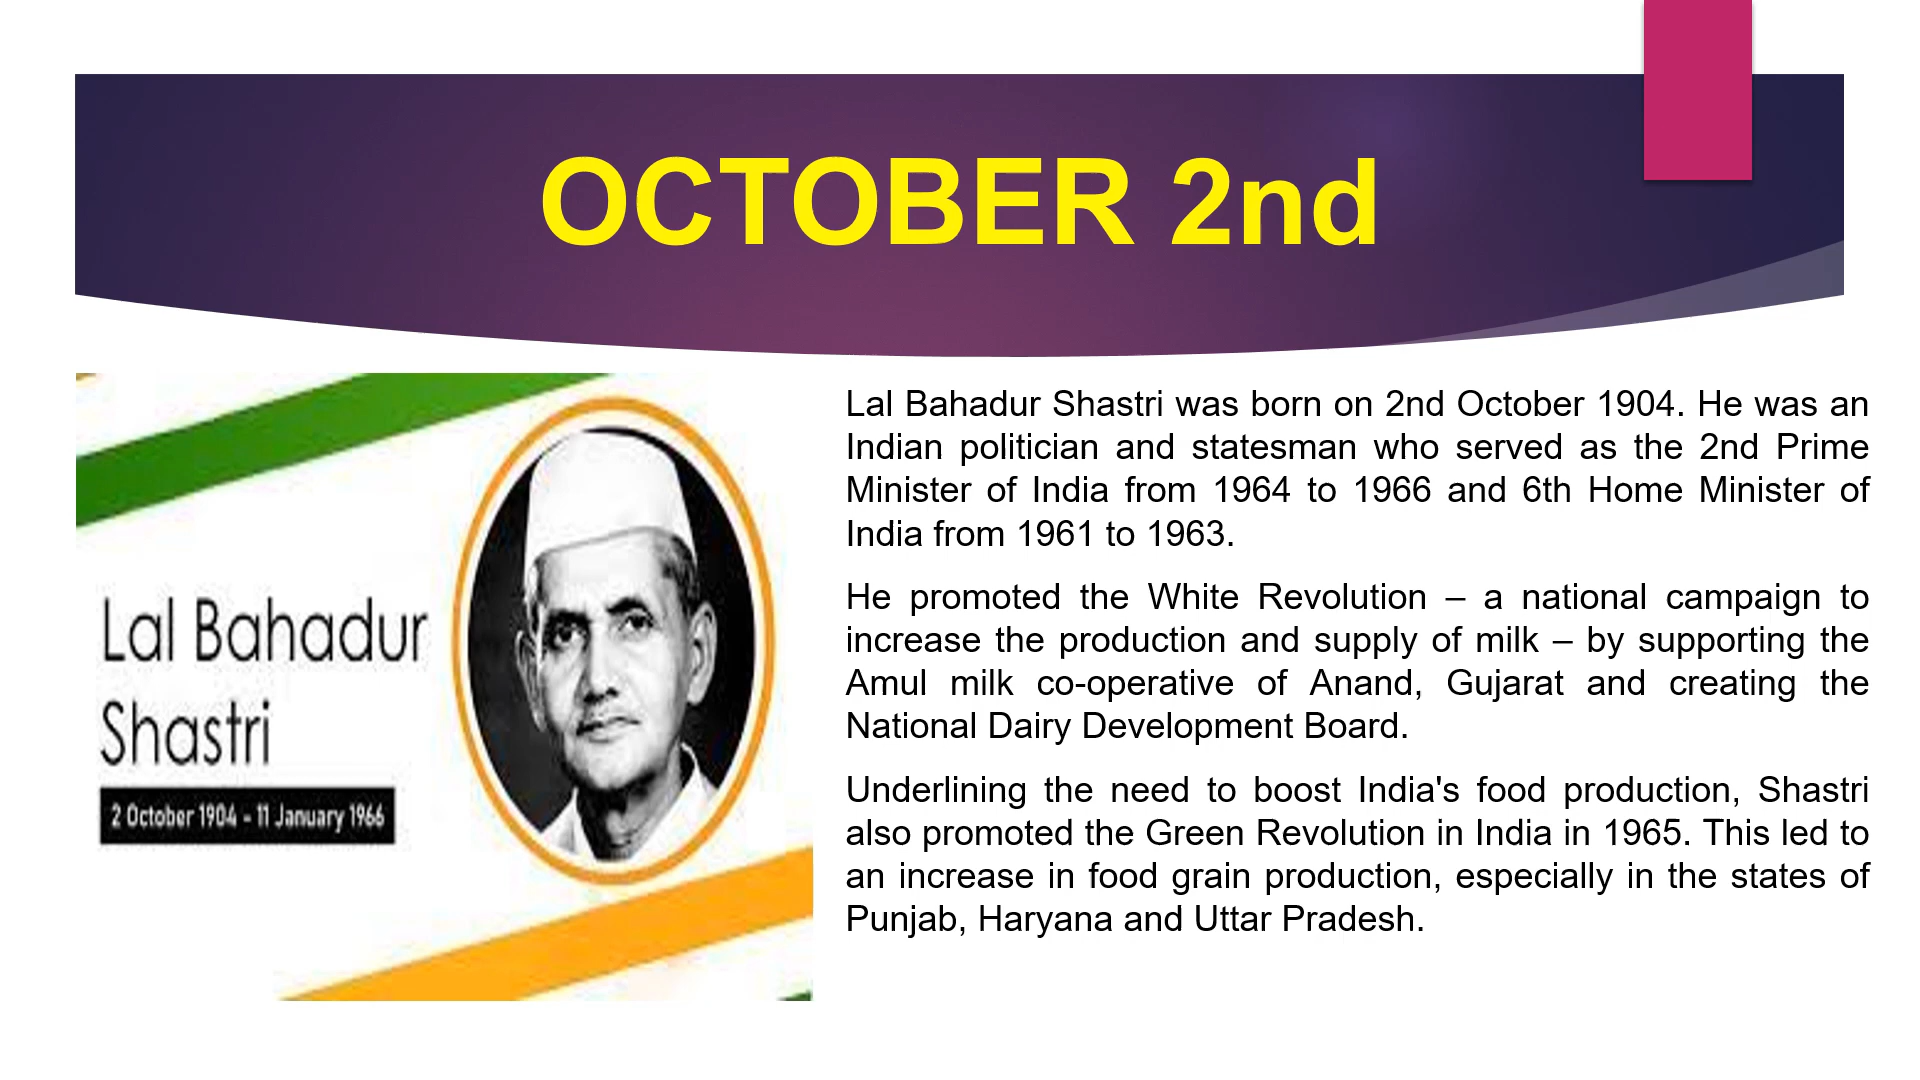 OCTOBER 2nd
Lal Bahadur
Shastri
2 October 1904 - 11 January 1966
Lal Bahadur Shastri was born on 2nd October 1904. He was an
Indian politician and statesman who served as the 2nd Prime
Minister of India from 1964 to 1966 and 6th Home Minister of
India from 1961 to 1963.
He promoted the White Revolution – a national campaign to
increase the production and supply of milk – by supporting the
Amul milk co-operative of Anand, Gujarat and creating the
National Dairy Development Board.
Underlining the need to boost India's food production, Shastri
also promoted the Green Revolution in India in 1965. This led to
an increase in food grain production, especially in the states of
Punjab, Haryana and Uttar Pradesh.